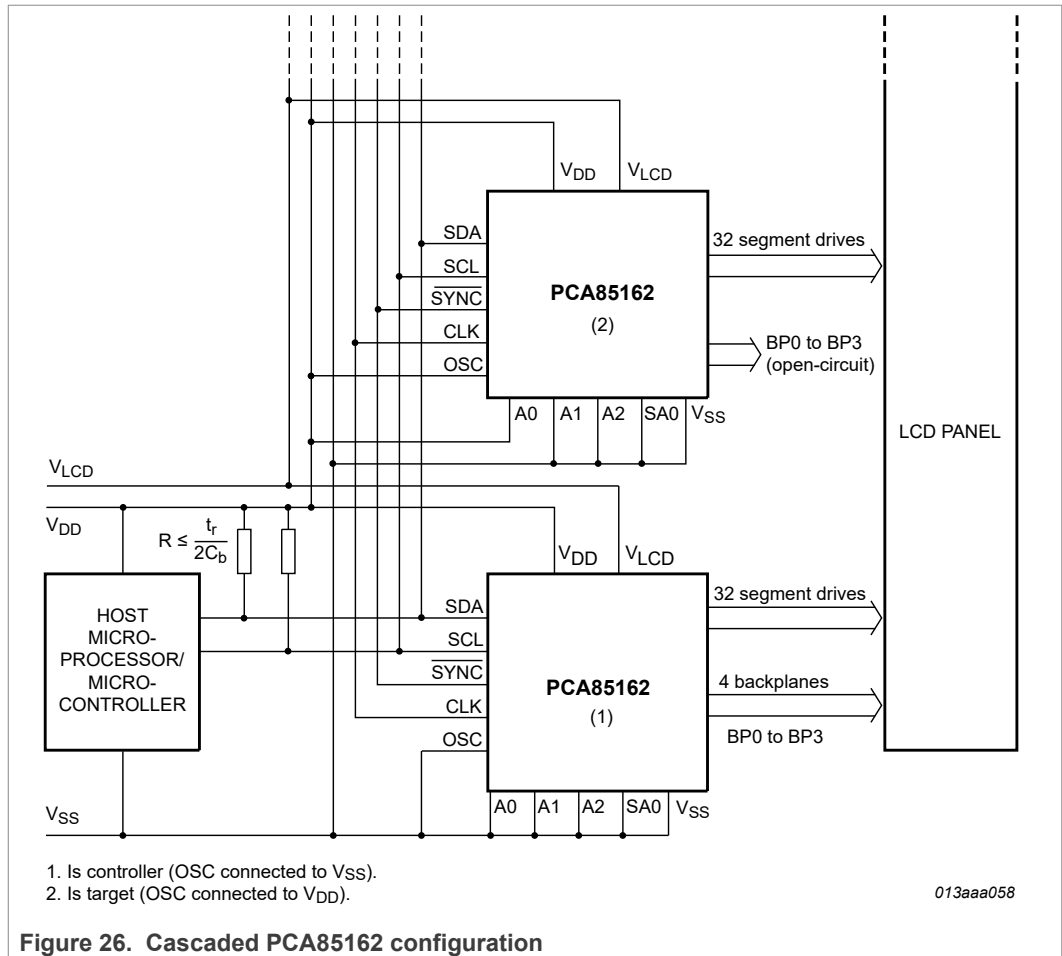 VDD
VLCD
SDA
SCL
SYNC
CLK
OSC
PCA85162
(2)
32 segment drives
BP0 to BP3
(open-circuit)
A0
A1
A2
SA0
VSS
LCD PANEL
VLCD
VDD
R ≤ tr
2Cb
VDD
VLCD
HOST
MICRO-
PROCESSOR/
MICRO-
CONTROLLER
SDA
SCL
SYNC
CLK
OSC
PCA85162
(1)
32 segment drives
4 backplanes
BP0 to BP3
A0
A1
A2
SA0
VSS
VSS
1. Is controller (OSC connected to VSS).
2. Is target (OSC connected to VDD).
013aaa058
Figure 26. Cascaded PCA85162 configuration